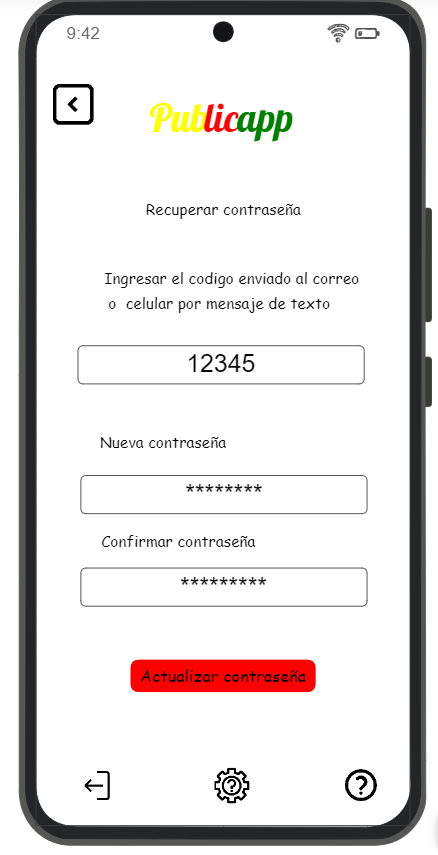 9:42
Publicapp
Recuperar contraseña
Ingresar el codigo enviado al correo
o celular por mensaje de texto
12345
Nueva contraseña
********
Confirmar contraseña
*********
Actualizar contraseña